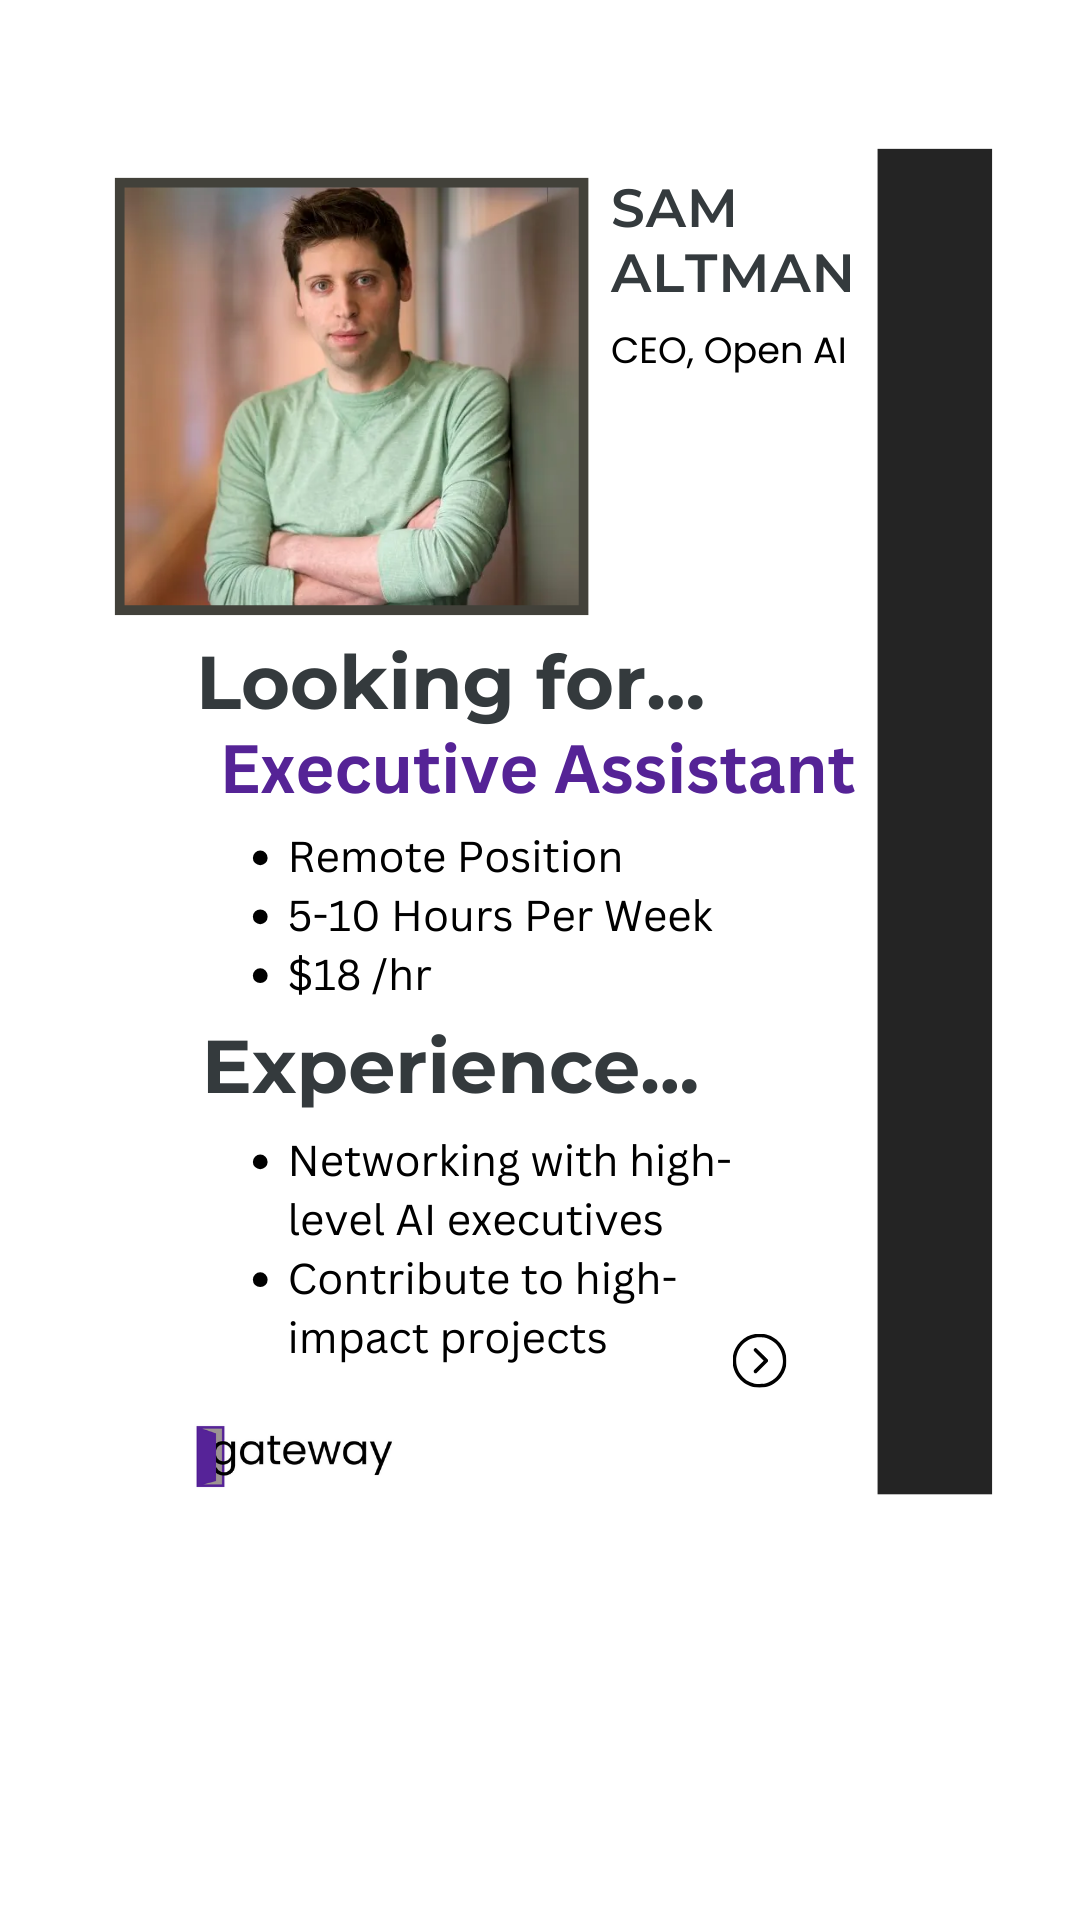 SAM
ALTMAN
CEO, Open AI
Looking for...
Executive Assistant
• Remote Position
• 5-10 Hours Per Week
• $18 /hr
Experience...
• Networking with high-
level AI executives
• Contribute to high-
impact projects
gateway